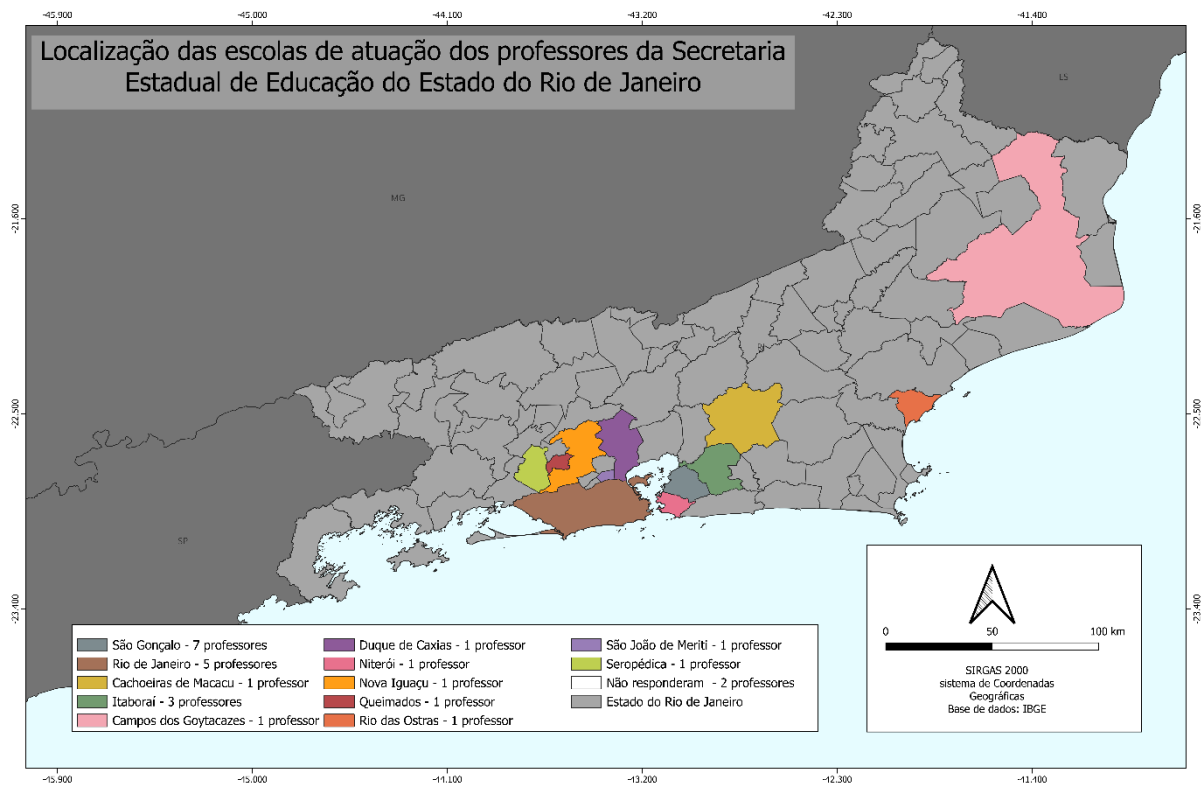 -45.900 -45.000 -44.100 -43.200 -42.300 -41.400
Localização das escolas de atuação dos professores da Secretaria
Estadual de Educação do Estado do Rio de Janeiro
ES
MG
-21.600 -21.600
RJ
-22.500 -22.500
SP
-23.400 -23.400
São Gonçalo - 7 professores
Rio de Janeiro - 5 professores
Cachoeiras de Macacu - 1 professor
Itaboraí - 3 professores
Campos dos Goytacazes - 1 professor
Duque de Caxias - 1 professor
Niterói - 1 professor
Nova Iguaçu - 1 professor
Queimados - 1 professor
Rio das Ostras - 1 professor
São João de Meriti - 1 professor
Seropédica - 1 professor
Não responderam - 2 professores
Estado do Rio de Janeiro
0 50 100 km
SIRGAS 2000
sistema de Coordenadas
Geográficas
Base de dados: IBGE
-45.900 -45.000 -44.100 -43.200 -42.300 -41.400